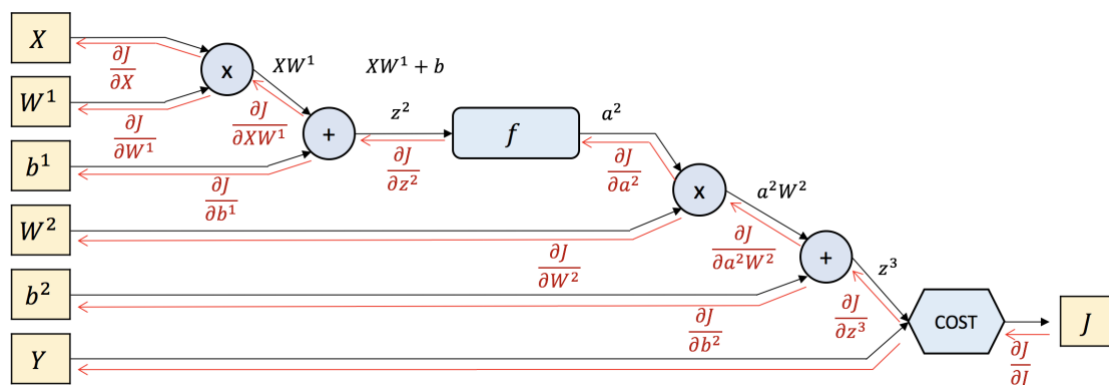 X
∂J/∂X
W¹
∂J/∂W¹
x
XW¹
XW¹ + b
∂J/∂XW¹
b¹
∂J/∂b¹
+
z²
∂J/∂z²
f
a²
∂J/∂a²
W²
∂J/∂W²
x
a²W²
∂J/∂a²W²
b²
∂J/∂b²
+
z³
∂J/∂z³
Y
COST
∂J/∂J
J